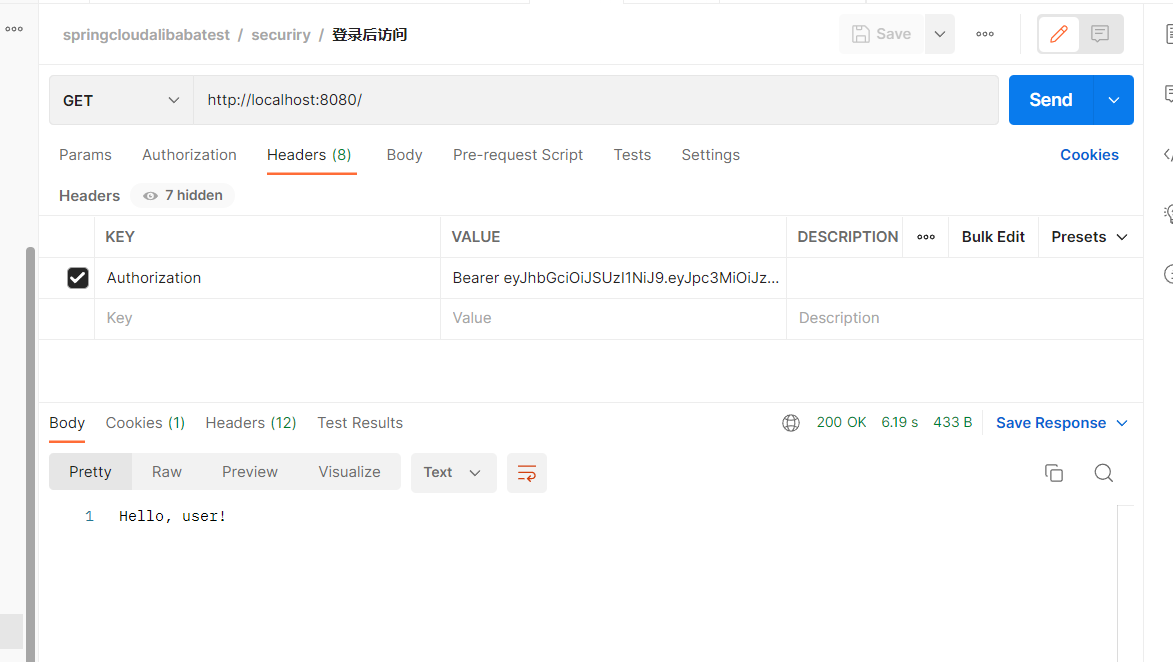 springcloudalibabatest / securiry / 登录后访问
Save
GET
http://localhost:8080/
Send
Params Authorization Headers (8) Body Pre-request Script Tests Settings Cookies
Headers 7 hidden
KEY VALUE DESCRIPTION Bulk Edit Presets
Authorization Bearer eyJhbGciOiJSUzI1NiJ9.eyJpc3MiOiJz...
Key Value Description
Body Cookies (1) Headers (12) Test Results 200 OK 6.19 s 433 B Save Response
Pretty Raw Preview Visualize Text
1 Hello, user!